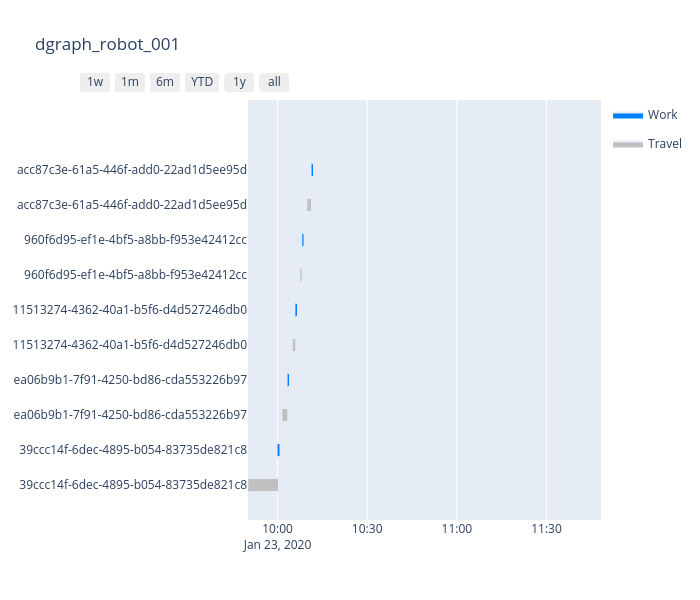 dgraph_robot_001
1w 1m 6m YTD 1y all
Work
Travel
acc87c3e-61a5-446f-add0-22ad1d5ee95d
acc87c3e-61a5-446f-add0-22ad1d5ee95d
960f6d95-ef1e-4bf5-a8bb-f953e42412cc
960f6d95-ef1e-4bf5-a8bb-f953e42412cc
11513274-4362-40a1-b5f6-d4d527246db0
11513274-4362-40a1-b5f6-d4d527246db0
ea06b9b1-7f91-4250-bd86-cda553226b97
ea06b9b1-7f91-4250-bd86-cda553226b97
39ccc14f-6dec-4895-b054-83735de821c8
39ccc14f-6dec-4895-b054-83735de821c8
10:00 10:30 11:00 11:30
Jan 23, 2020